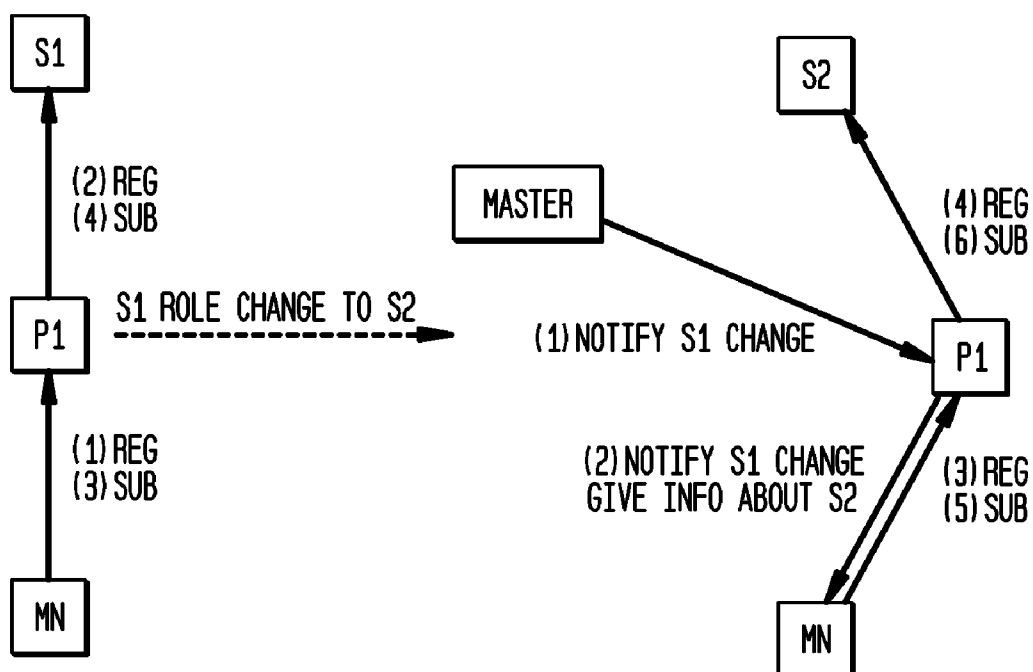 S1
(2) REG
(4) SUB
P1
S1 ROLE CHANGE TO S2
(1) REG
(3) SUB
MN
S2
MASTER
(4) REG
(6) SUB
(1) NOTIFY S1 CHANGE
P1
(2) NOTIFY S1 CHANGE
GIVE INFO ABOUT S2
(3) REG
(5) SUB
MN